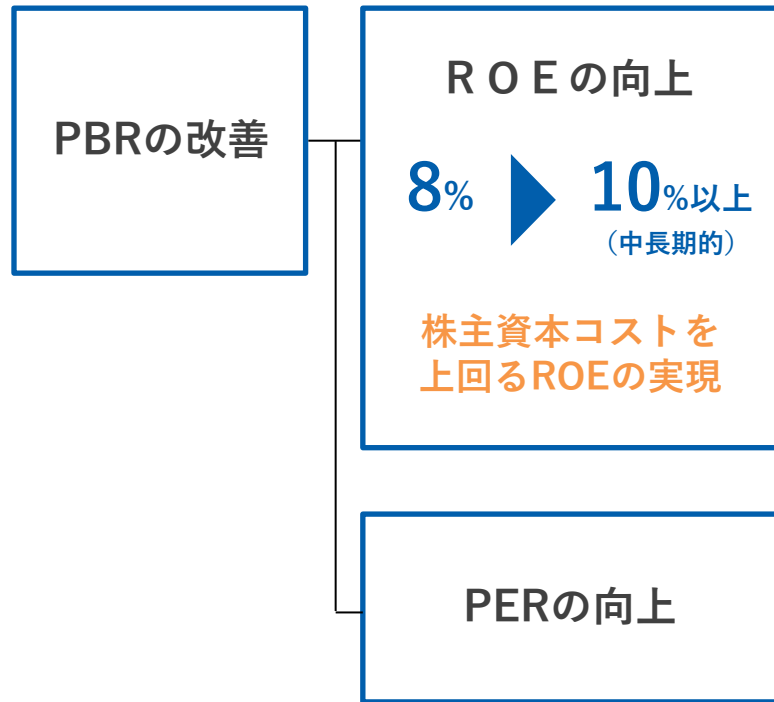 PBRの改善
ＲＯＥの向上
8% 10%以上
（中長期的）
株主資本コストを
上回るROEの実現
PERの向上